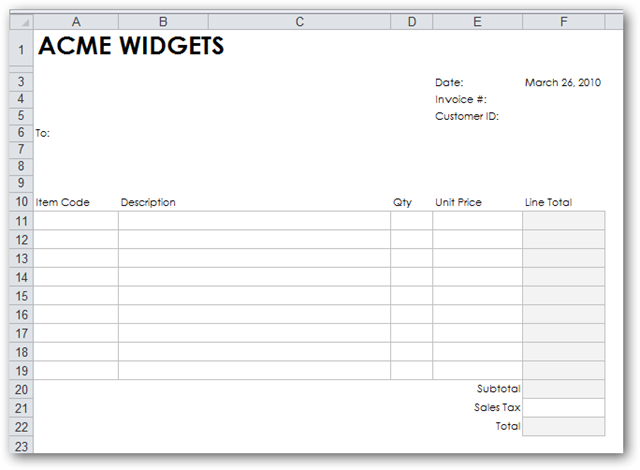 A B C D E F
1 ACME WIDGETS
3 Date: March 26, 2010
4 Invoice #:
5 Customer ID:
6 To:
7
8
9
10 Item Code Description Qty Unit Price Line Total
11
12
13
14
15
16
17
18
19
20 Subtotal
21 Sales Tax
22 Total
23